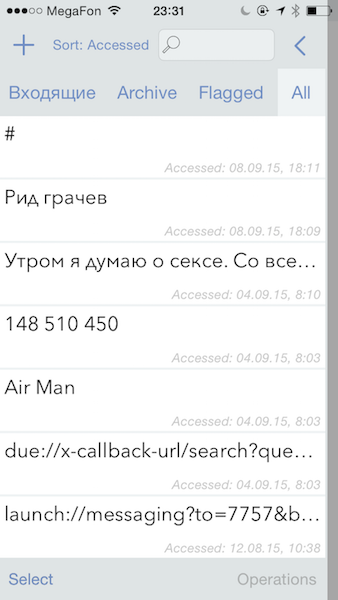 MegaFon 23:31
Sort: Accessed
Входящие Archive Flagged All
#
Accessed: 08.09.15, 18:11
Рид грачев
Accessed: 08.09.15, 18:09
Утром я думаю о сексе. Со все…
Accessed: 04.09.15, 8:10
148 510 450
Accessed: 04.09.15, 8:03
Air Man
Accessed: 04.09.15, 8:03
due://x-callback-url/search?que…
Accessed: 04.09.15, 8:03
launch://messaging?to=7757&b…
Accessed: 12.08.15, 10:38
Select Operations